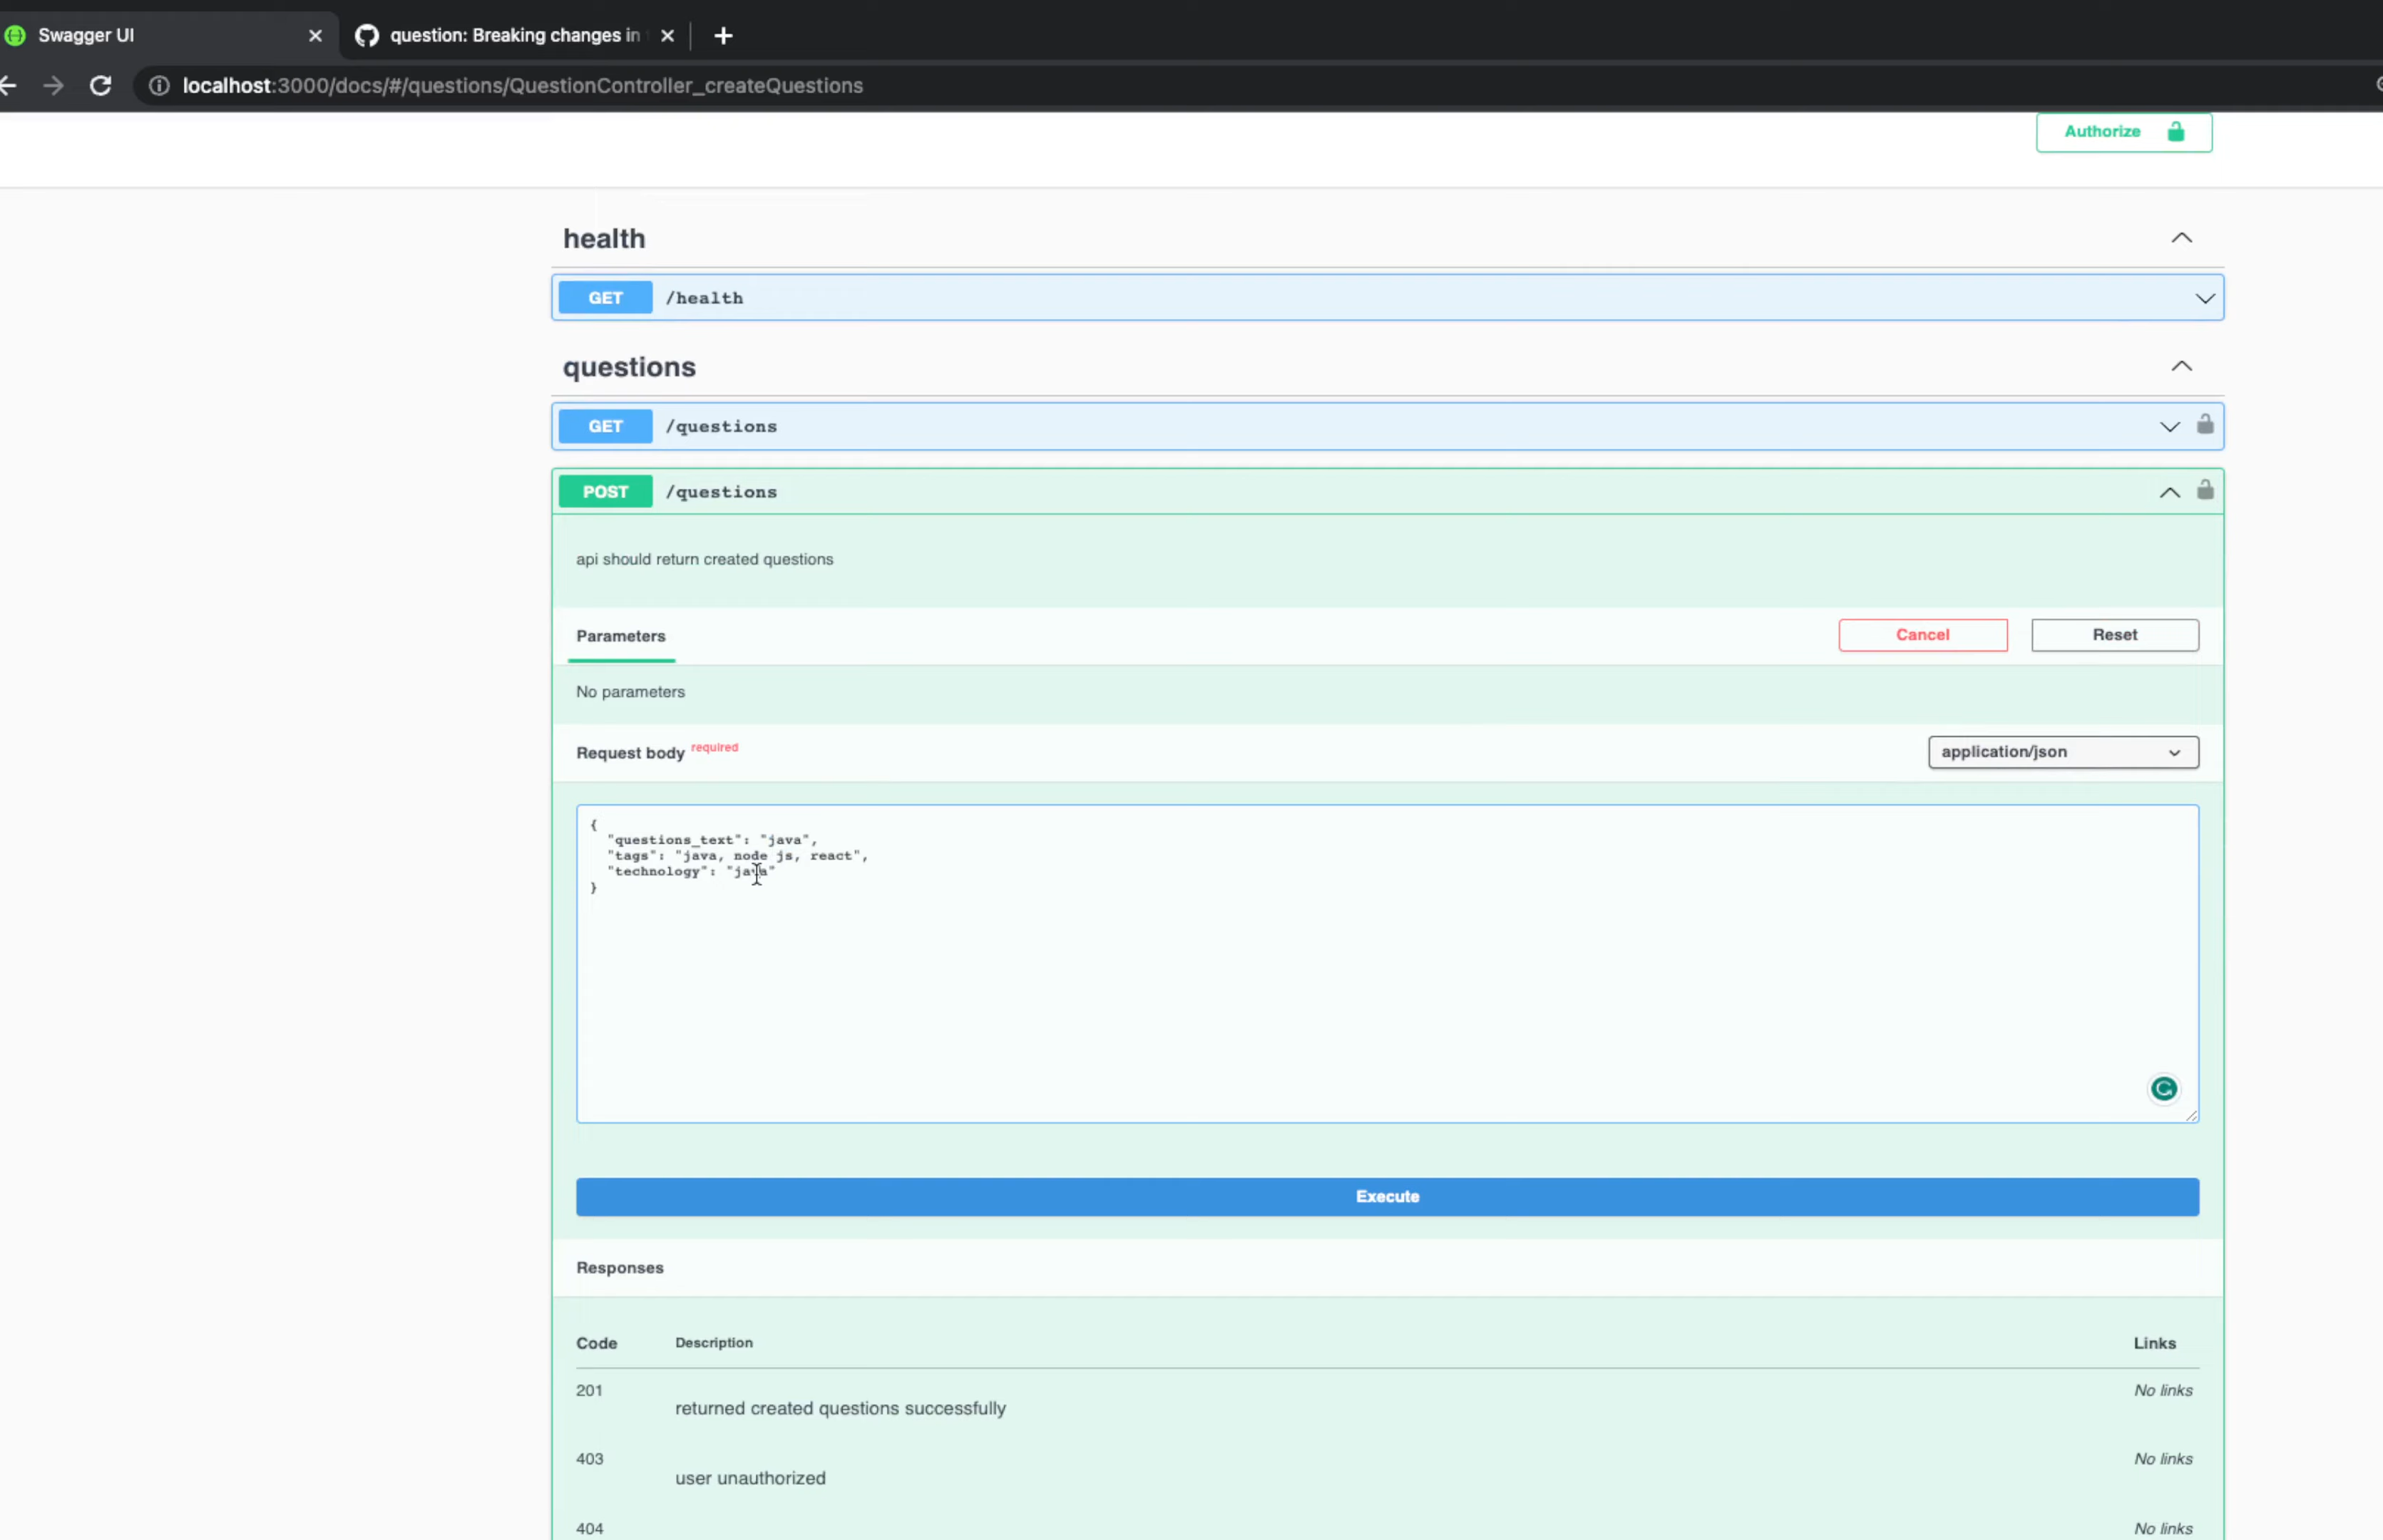 Swagger UI
question: Breaking changes in
localhost:3000/docs/#/questions/QuestionController_createQuestions
Authorize
health
GET /health
questions
GET /questions
POST /questions
api should return created questions
Parameters
Cancel
Reset
No parameters
Request body required
application/json
{
"questions_text": "java",
"tags": "java, node js, react",
"technology": "java"
}
Execute
Responses
Code Description Links
201 No links
returned created questions successfully
403 No links
user unauthorized
404 No links